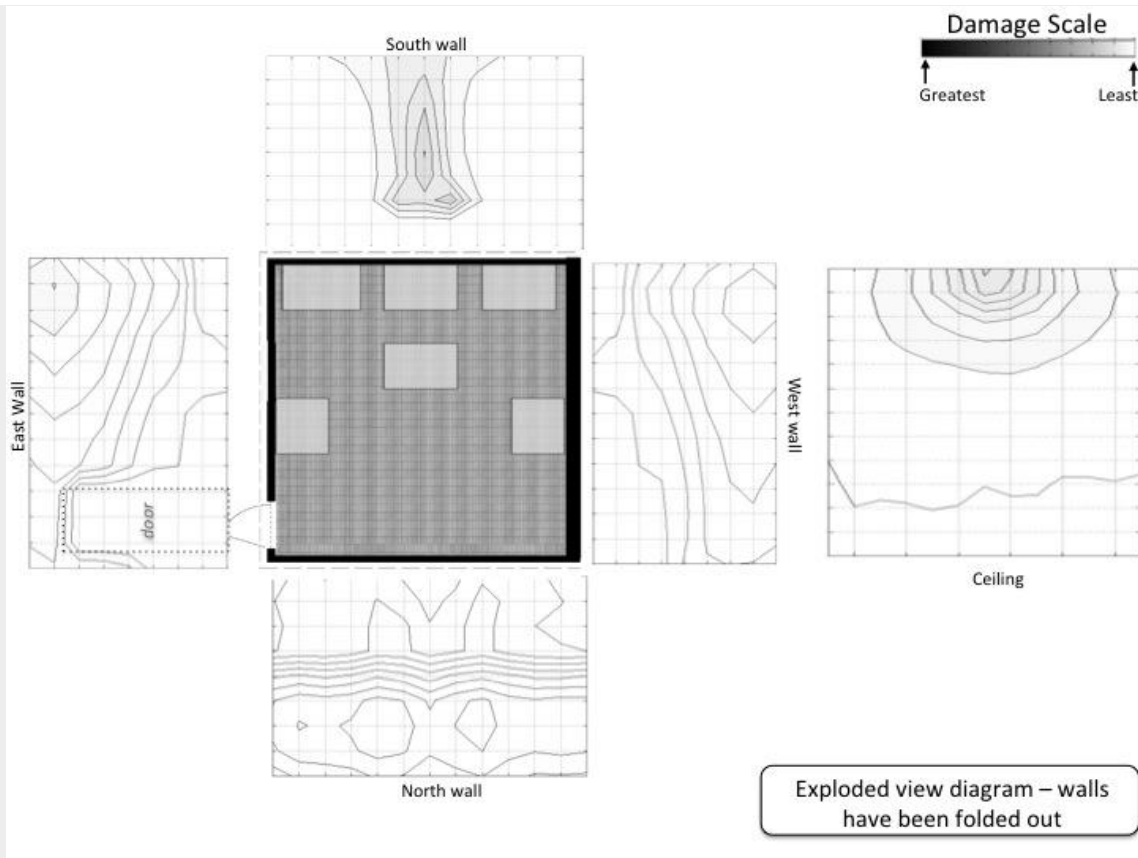 South wall
Damage Scale
Greatest
Least
East Wall
door
West wall
Ceiling
North wall
Exploded view diagram – walls
have been folded out